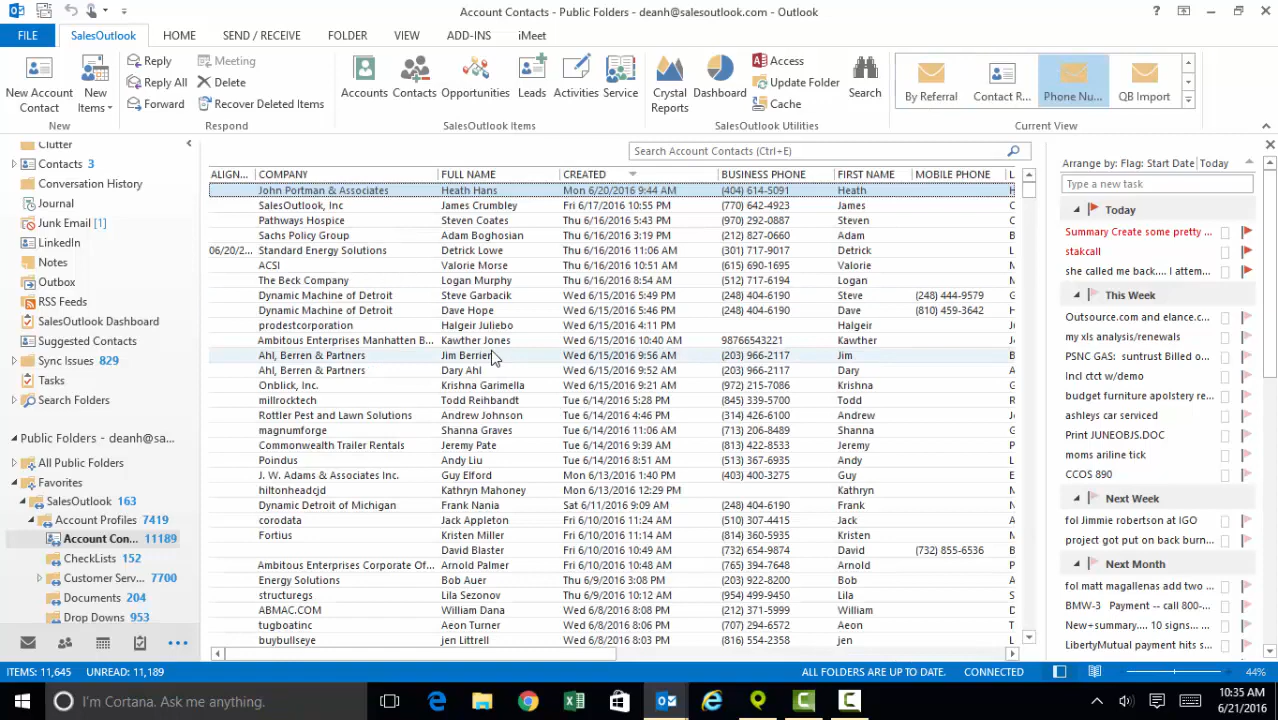 Account Contacts - Public Folders - deanh@salesoutlook.com - Outlook
FILE SalesOutlook HOME SEND / RECEIVE FOLDER VIEW ADD-INS iMeet
New Account Contact
New Items
New
Reply
Reply All
Forward
Meeting
Delete
Recover Deleted Items
Respond
Accounts Contacts Opportunities Leads Activities Service
SalesOutlook Items
Crystal Reports
Dashboard
Access
Update Folder
Cache
Search
SalesOutlook Utilities
By Referral Contact R... Phone Nu... QB Import
Current View
Clutter
Contacts 3
Conversation History
Journal
Junk Email [1]
LinkedIn
Notes
Outbox
RSS Feeds
SalesOutlook Dashboard
Suggested Contacts
Sync Issues 829
Tasks
Search Folders
Public Folders - deanh@sa...
All Public Folders
Favorites
SalesOutlook 163
Account Profiles 7419
Account Con... 11189
CheckLists 152
Customer Serv... 7700
Documents 204
Drop Downs 953
Search Account Contacts (Ctrl+E)
ALIGN... COMPANY FULL NAME CREATED BUSINESS PHONE FIRST NAME MOBILE PHONE L
John Portman & Associates Heath Hans Mon 6/20/2016 9:44 AM (404) 614-5091 Heath H
SalesOutlook, Inc James Crumbley Fri 6/17/2016 10:55 PM (770) 642-4923 James C
Pathways Hospice Steven Coates Thu 6/16/2016 5:43 PM (970) 292-0887 Steven C
Sachs Policy Group Adam Boghosian Thu 6/16/2016 3:19 PM (212) 827-0660 Adam B
06/20/2... Standard Energy Solutions Detrick Lowe Thu 6/16/2016 11:06 AM (301) 717-9017 Detrick L
ACSI Valorie Morse Thu 6/16/2016 10:51 AM (615) 690-1695 Valorie M
The Beck Company Logan Murphy Thu 6/16/2016 8:54 AM (512) 717-6194 Logan M
Dynamic Machine of Detroit Steve Garbacik Wed 6/15/2016 5:49 PM (248) 404-6190 Steve (248) 444-9579 G
Dynamic Machine of Detroit Dave Hope Wed 6/15/2016 5:46 PM (248) 404-6190 Dave (810) 459-3642 H
prodestcorporation Halgeir Juliebo Wed 6/15/2016 4:11 PM Halgeir J
Ambitous Enterprises Manhatten B... Kawther Jones Wed 6/15/2016 10:40 AM 98766543221 Kawther J
Ahl, Berren & Partners Jim Berrien Wed 6/15/2016 9:56 AM (203) 966-2117 Jim B
Ahl, Berren & Partners Dary Ahl Wed 6/15/2016 9:52 AM (203) 966-2117 Dary A
Onblick, Inc. Krishna Garimella Wed 6/15/2016 9:21 AM (972) 215-7086 Krishna G
millrocktech Todd Reihbandt Tue 6/14/2016 5:28 PM (845) 339-5700 Todd R
Rottler Pest and Lawn Solutions Andrew Johnson Tue 6/14/2016 4:46 PM (314) 426-6100 Andrew J
magnumforge Shanna Graves Tue 6/14/2016 11:06 AM (713) 206-8489 Shanna G
Commonwealth Trailer Rentals Jeremy Pate Tue 6/14/2016 9:39 AM (813) 422-8533 Jeremy P
Poindus Andy Liu Tue 6/14/2016 8:51 AM (513) 367-6935 Andy L
J. W. Adams & Associates Inc. Guy Elford Mon 6/13/2016 1:40 PM (403) 400-3275 Guy E
hiltonheadcjd Kathryn Mahoney Mon 6/13/2016 12:29 PM Kathryn M
Dynamic Detroit of Michigan Frank Nania Sat 6/11/2016 9:09 AM (248) 404-6190 Frank N
corodata Jack Appleton Fri 6/10/2016 11:24 AM (510) 307-4415 Jack A
Fortius Kristen Miller Fri 6/10/2016 11:14 AM (814) 360-5935 Kristen M
David Blaster Fri 6/10/2016 10:49 AM (732) 654-9874 David (732) 855-6536 B
Ambitous Enterprises Corporate Of... Arnold Palmer Fri 6/10/2016 10:48 AM (765) 394-7648 Arnold P
Energy Solutions Bob Auer Thu 6/9/2016 3:08 PM (203) 922-8200 Bob A
structuregs Lila Sezonov Thu 6/9/2016 10:12 AM (954) 499-9450 Lila S
ABMAC.COM William Dana Wed 6/8/2016 8:08 PM (212) 371-5999 William D
tugboatinc Aeon Turner Wed 6/8/2016 8:08 PM (707) 294-6572 Aeon T
buybullseye jen Littrell Wed 6/8/2016 8:03 PM (816) 554-2358 jen L
Arrange by: Flag: Start Date Today
Type a new task
Today
Summary Create some pretty ...
stakcall
she called me back.... I attem...
This Week
Outsource.com and elance.c...
my xls analysis/renewals
PSNC GAS: suntrust Billed o...
Incl ctct w/demo
budget furniture apolstery re...
ashleys car serviced
Print JUNEOBJS.DOC
moms ariline tick
CCOS 890
Next Week
fol Jimmie robertson at IGO
project got put on back burn...
Next Month
fol matt magallenas add two ...
BMW-3 Payment -- call 800-...
New+summary.... 10 signs... ...
LibertyMutual payment hits s...
ITEMS: 11,645 UNREAD: 11,189 ALL FOLDERS ARE UP TO DATE. CONNECTED 44%
I'm Cortana. Ask me anything.
10:35 AM
6/21/2016